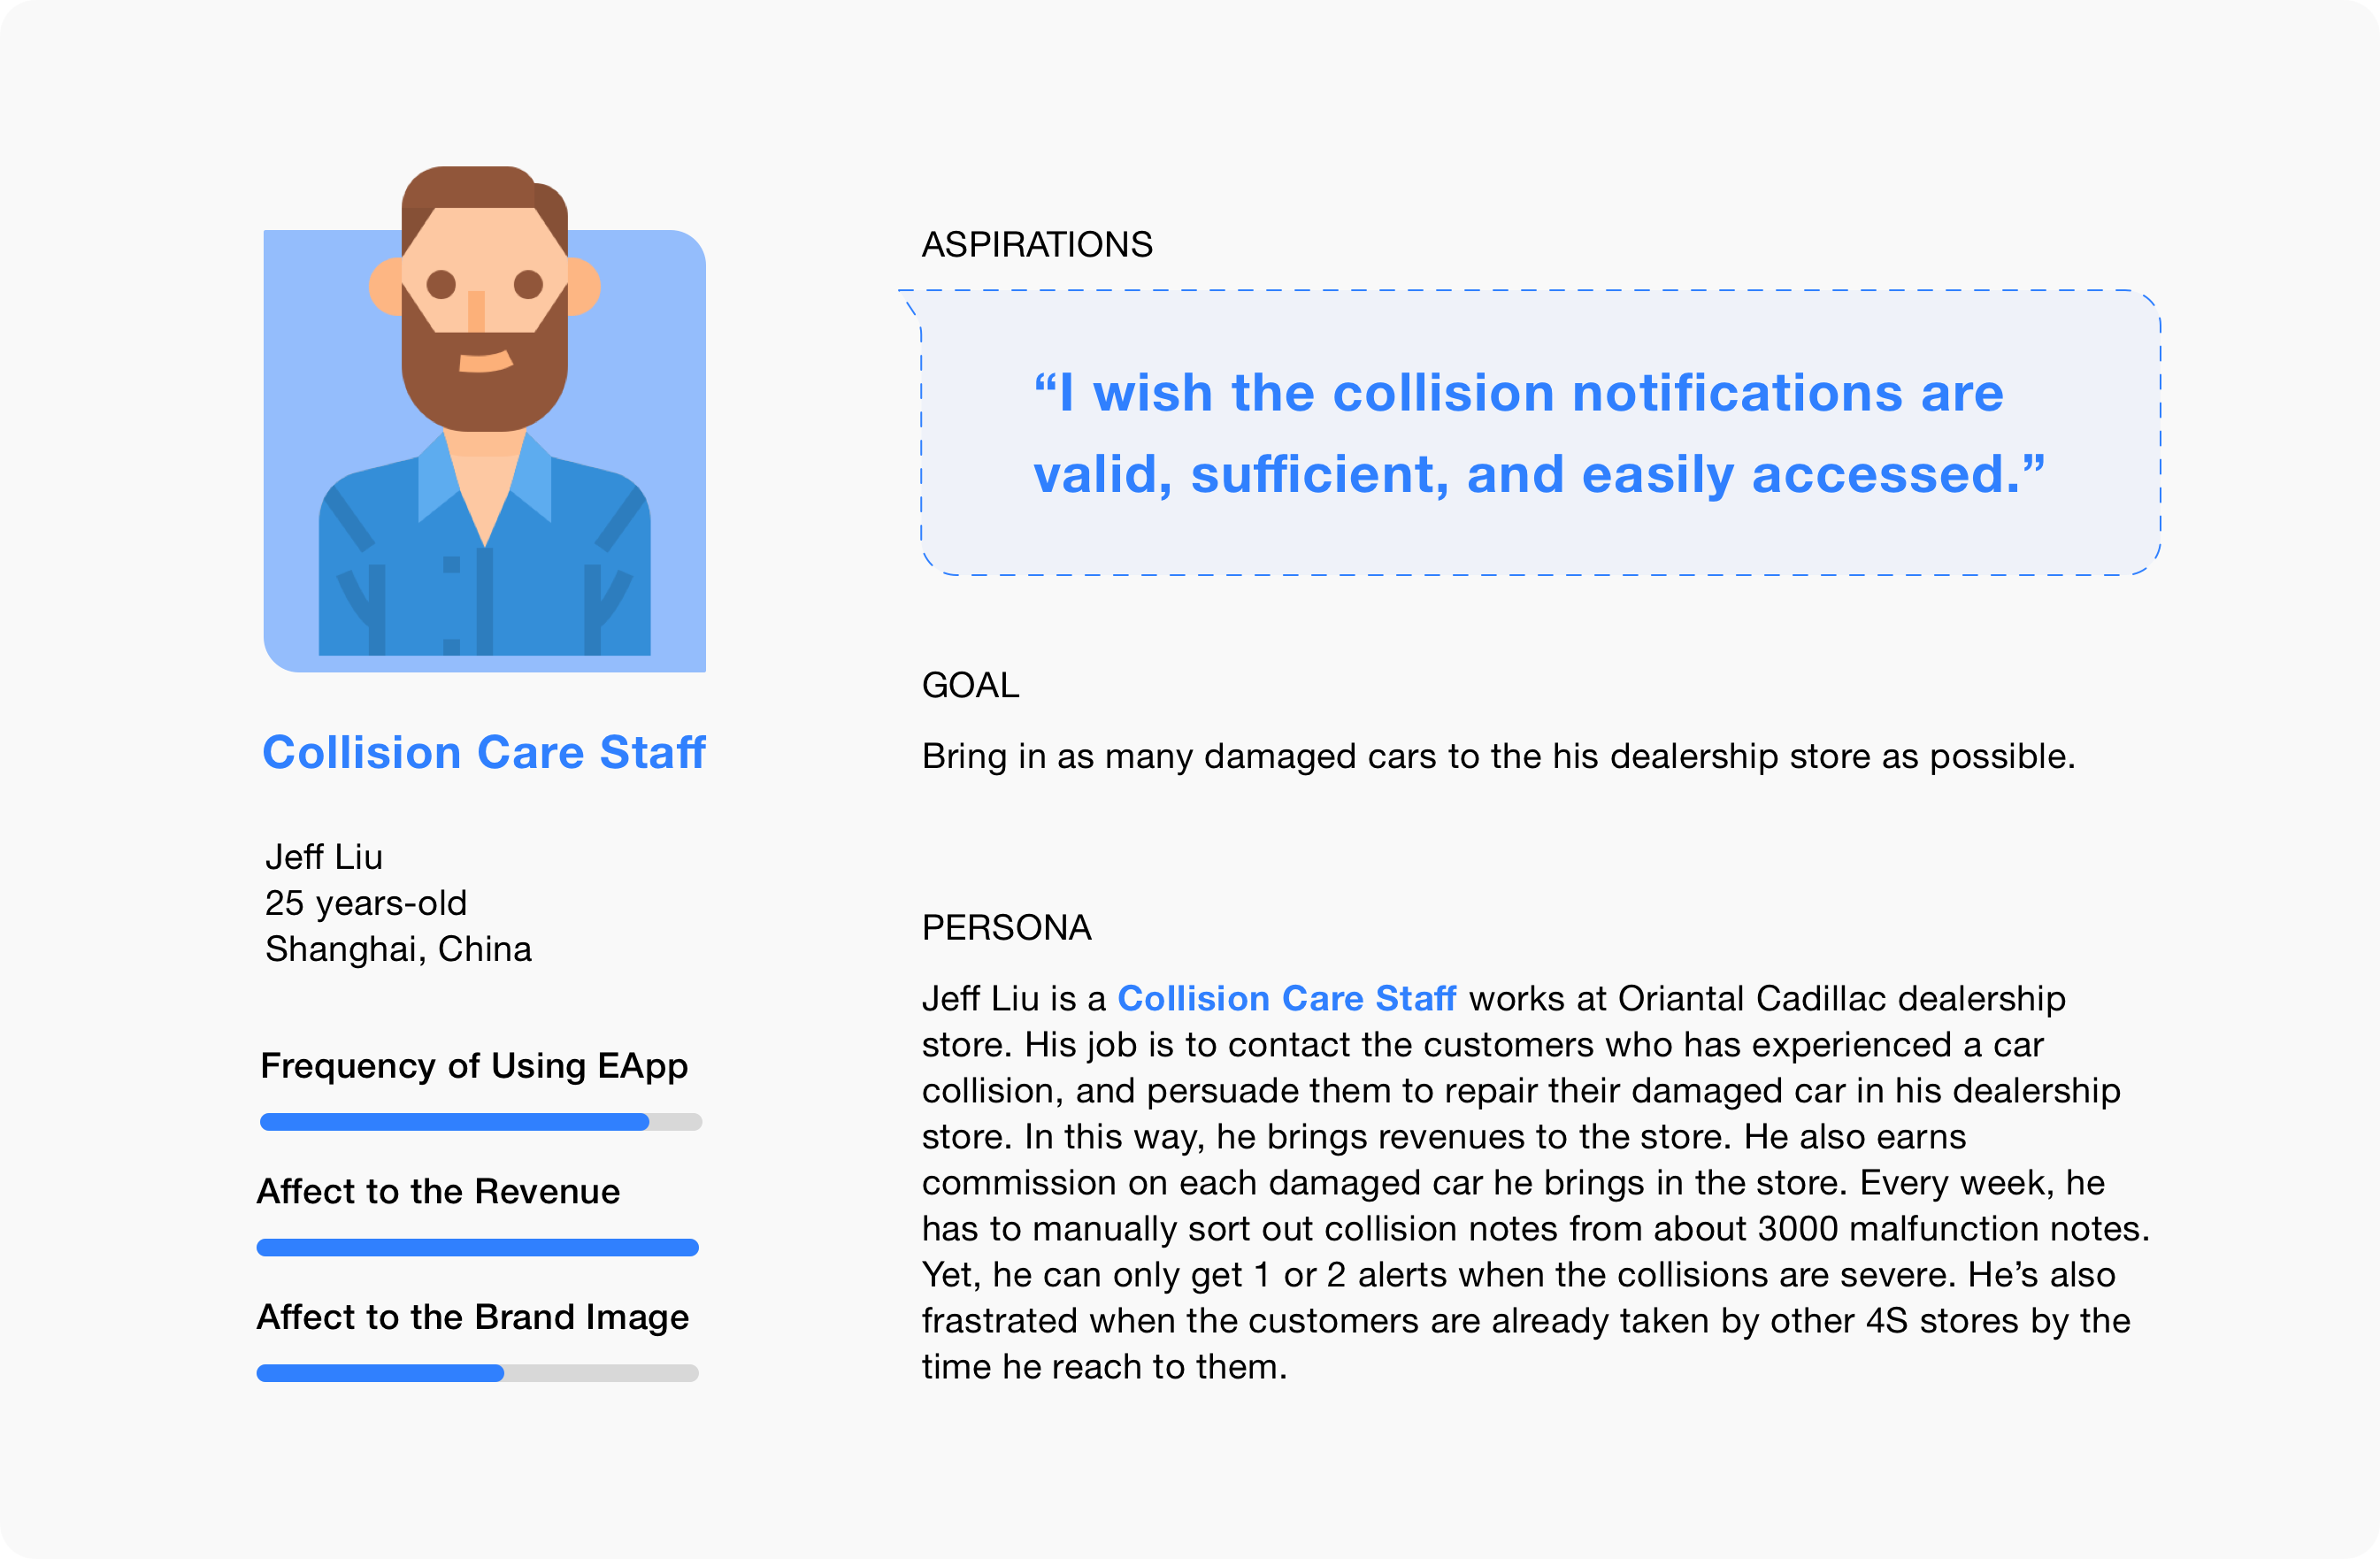 Collision Care Staff
Jeff Liu
25 years-old
Shanghai, China
Frequency of Using EApp
Affect to the Revenue
Affect to the Brand Image
ASPIRATIONS
“I wish the collision notifications are
valid, sufficient, and easily accessed.”
GOAL
Bring in as many damaged cars to the his dealership store as possible.
PERSONA
Jeff Liu is a Collision Care Staff works at Oriantal Cadillac dealership
store. His job is to contact the customers who has experienced a car
collision, and persuade them to repair their damaged car in his dealership
store. In this way, he brings revenues to the store. He also earns
commission on each damaged car he brings in the store. Every week, he
has to manually sort out collision notes from about 3000 malfunction notes.
Yet, he can only get 1 or 2 alerts when the collisions are severe. He’s also
frastrated when the customers are already taken by other 4S stores by the
time he reach to them.